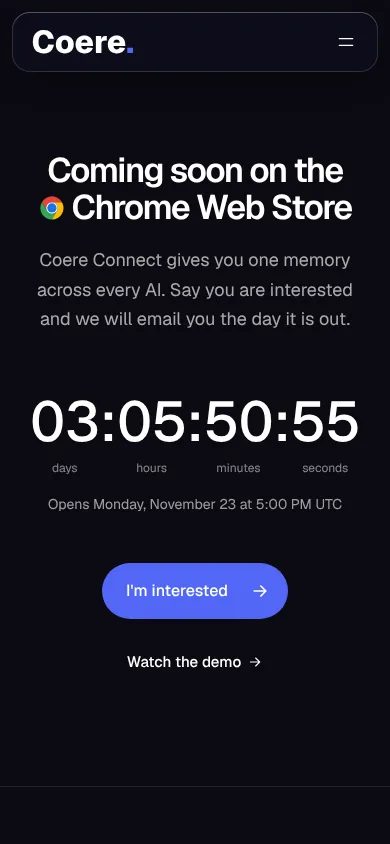 Coere.
Coming soon on the
Chrome Web Store
Coere Connect gives you one memory
across every AI. Say you are interested
and we will email you the day it is out.
03:05:50:55
days hours minutes seconds
Opens Monday, November 23 at 5:00 PM UTC
I'm interested →
Watch the demo →